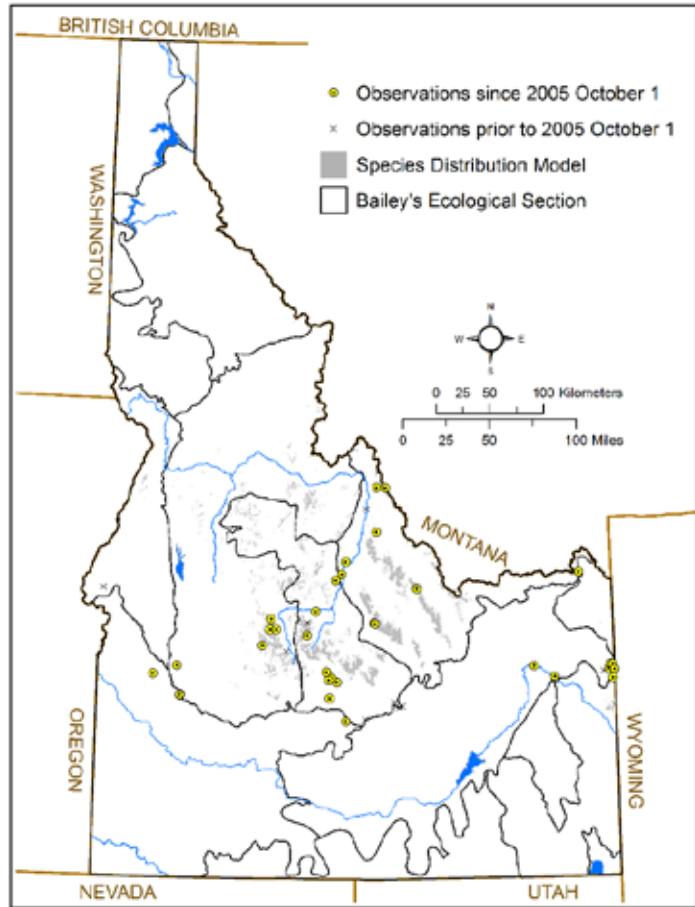 BRITISH COLUMBIA
Observations since 2005 October 1
Observations prior to 2005 October 1
Species Distribution Model
Bailey's Ecological Section
WASHINGTON
N
W E
S
0 25 50 100 Kilometers
0 25 50 100 Miles
MONTANA
OREGON
WYOMING
NEVADA
UTAH